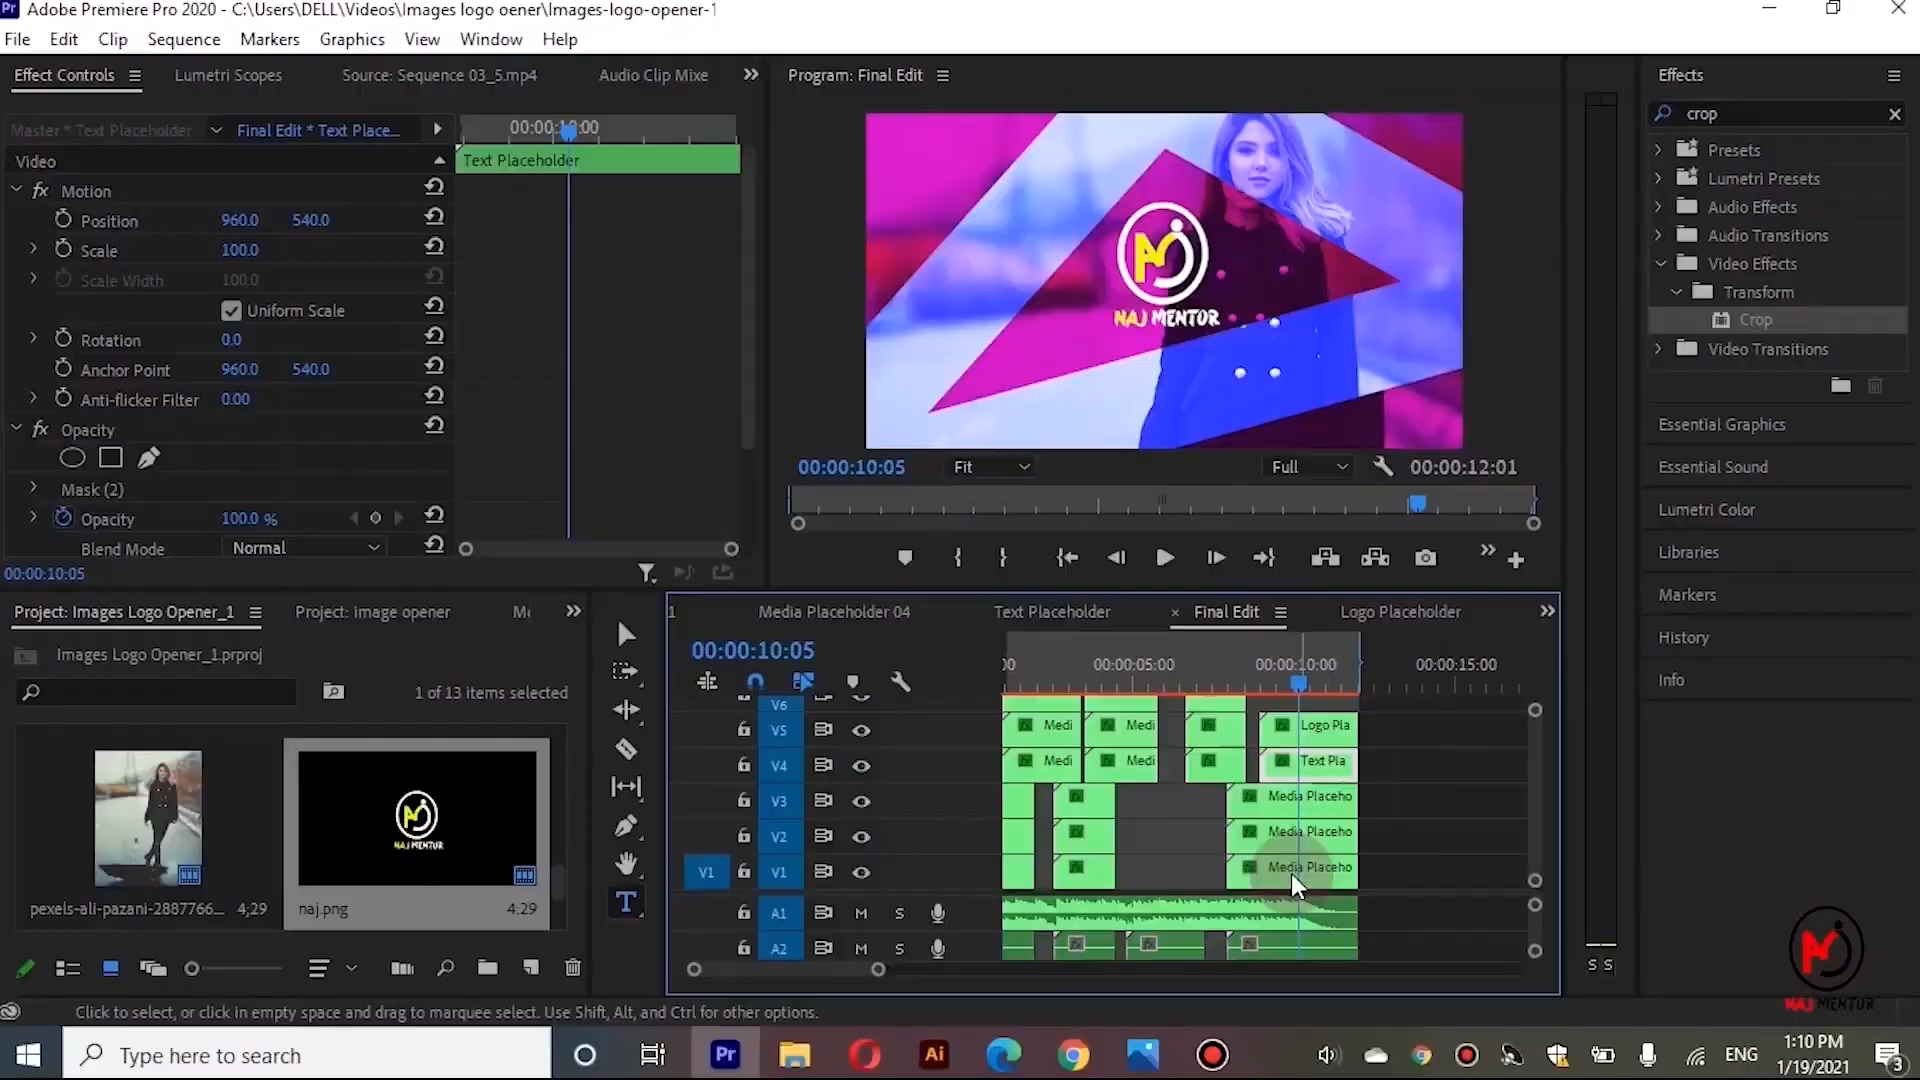 Pr Adobe Premiere Pro 2020 - C:\Users\DELL\Videos\Images logo oener\Images-logo-opener-1
File Edit Clip Sequence Markers Graphics View Window Help
Effect Controls Lumetri Scopes Source: Sequence 03_5.mp4 Audio Clip Mixe
Program: Final Edit
Effects
crop
Master * Text Placeholder Final Edit * Text Place... 00:00:10:00
Video Text Placeholder
fx Motion
Position 960.0 540.0
Scale 100.0
Scale Width 100.0
Uniform Scale
Rotation 0.0
Anchor Point 960.0 540.0
Anti-flicker Filter 0.00
fx Opacity
Mask (2)
Opacity 100.0 %
Blend Mode Normal
00:00:10:05
NAJ MENTOR
00:00:10:05 Fit Full 00:00:12:01
Presets
Lumetri Presets
Audio Effects
Audio Transitions
Video Effects
Transform
Crop
Video Transitions
Essential Graphics
Essential Sound
Lumetri Color
Libraries
Markers
History
Info
Project: Images Logo Opener_1 Project: image opener
Images Logo Opener_1.prproj
1 of 13 items selected
NAJ MENTUR
pexels-ali-pazani-2887766... 4;29
naj.png 4:29
1 Media Placeholder 04 Text Placeholder × Final Edit Logo Placeholder
00:00:10:05
00 00:00:05:00 00:00:10:00 00:00:15:00
V6
V5 Medi Medi Logo Pla
V4 Medi Medi Text Pla
V3 Media Placeho
V2 Media Placeho
V1 V1 Media Placeho
A1 M S
A2 M S
S S
NAJ MENTUR
Click to select, or click in empty space and drag to marquee select. Use Shift, Alt, and Ctrl for other options.
Type here to search
Pr
Ai
ENG
1:10 PM
1/19/2021
3